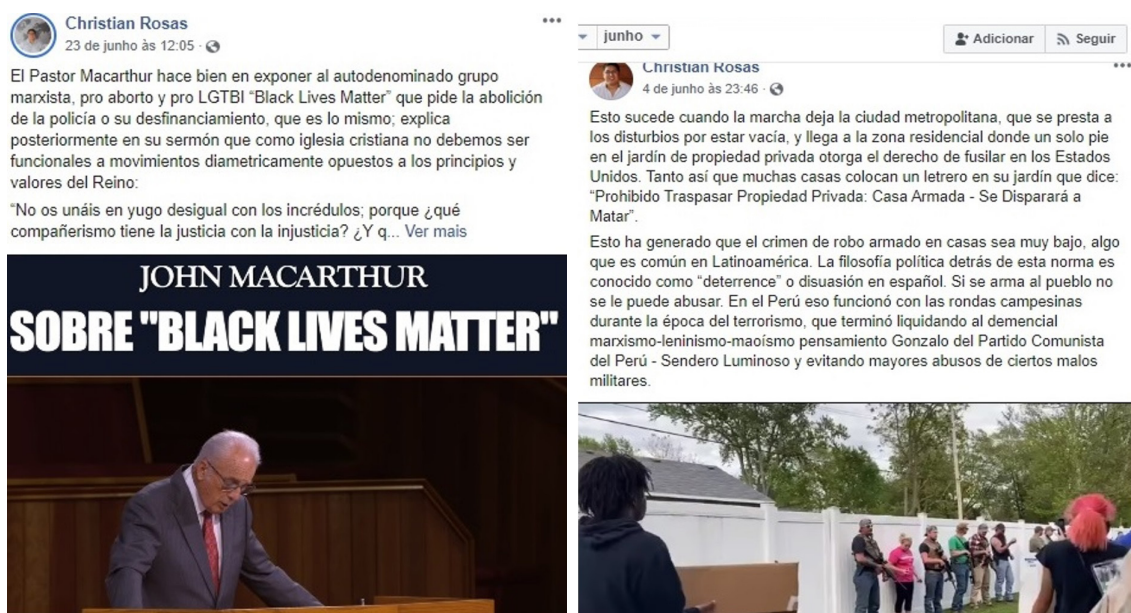 Christian Rosas
23 de junho às 12:05 ·
El Pastor Macarthur hace bien en exponer al autodenominado grupo
marxista, pro aborto y pro LGTBI “Black Lives Matter” que pide la abolición
de la policía o su desfinanciamiento, que es lo mismo; explica
posteriormente en su sermón que como iglesia cristiana no debemos ser
funcionales a movimientos diametricamente opuestos a los principios y
valores del Reino:
“No os unáis en yugo desigual con los incrédulos; porque ¿qué
compañerismo tiene la justicia con la injusticia? ¿Y q... Ver mais
JOHN MACARTHUR
SOBRE "BLACK LIVES MATTER"
junho
Adicionar
Seguir
Christian Rosas
4 de junho às 23:46 ·
Esto sucede cuando la marcha deja la ciudad metropolitana, que se presta a
los disturbios por estar vacía, y llega a la zona residencial donde un solo pie
en el jardín de propiedad privada otorga el derecho de fusilar en los Estados
Unidos. Tanto así que muchas casas colocan un letrero en su jardín que dice:
“Prohibido Traspasar Propiedad Privada: Casa Armada - Se Disparará a
Matar”.
Esto ha generado que el crimen de robo armado en casas sea muy bajo, algo
que es común en Latinoamérica. La filosofía política detrás de esta norma es
conocido como “deterrence” o disuasión en español. Si se arma al pueblo no
se le puede abusar. En el Perú eso funcionó con las rondas campesinas
durante la época del terrorismo, que terminó liquidando al demencial
marxismo-leninismo-maoísmo pensamiento Gonzalo del Partido Comunista
del Perú - Sendero Luminoso y evitando mayores abusos de ciertos malos
militares.